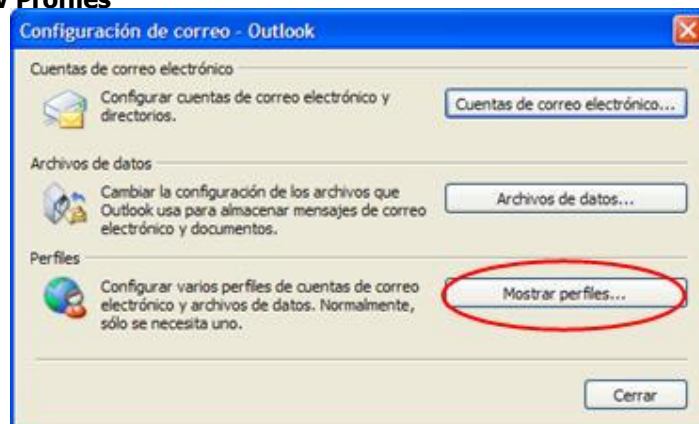 Profiles
Configuración de correo - Outlook
Cuentas de correo electrónico
Configurar cuentas de correo electrónico y
directorios.
Cuentas de correo electrónico...
Archivos de datos
Cambiar la configuración de los archivos que
Outlook usa para almacenar mensajes de correo
electrónico y documentos.
Archivos de datos...
Perfiles
Configurar varios perfiles de cuentas de correo
electrónico y archivos de datos. Normalmente,
sólo se necesita uno.
Mostrar perfiles...
Cerrar